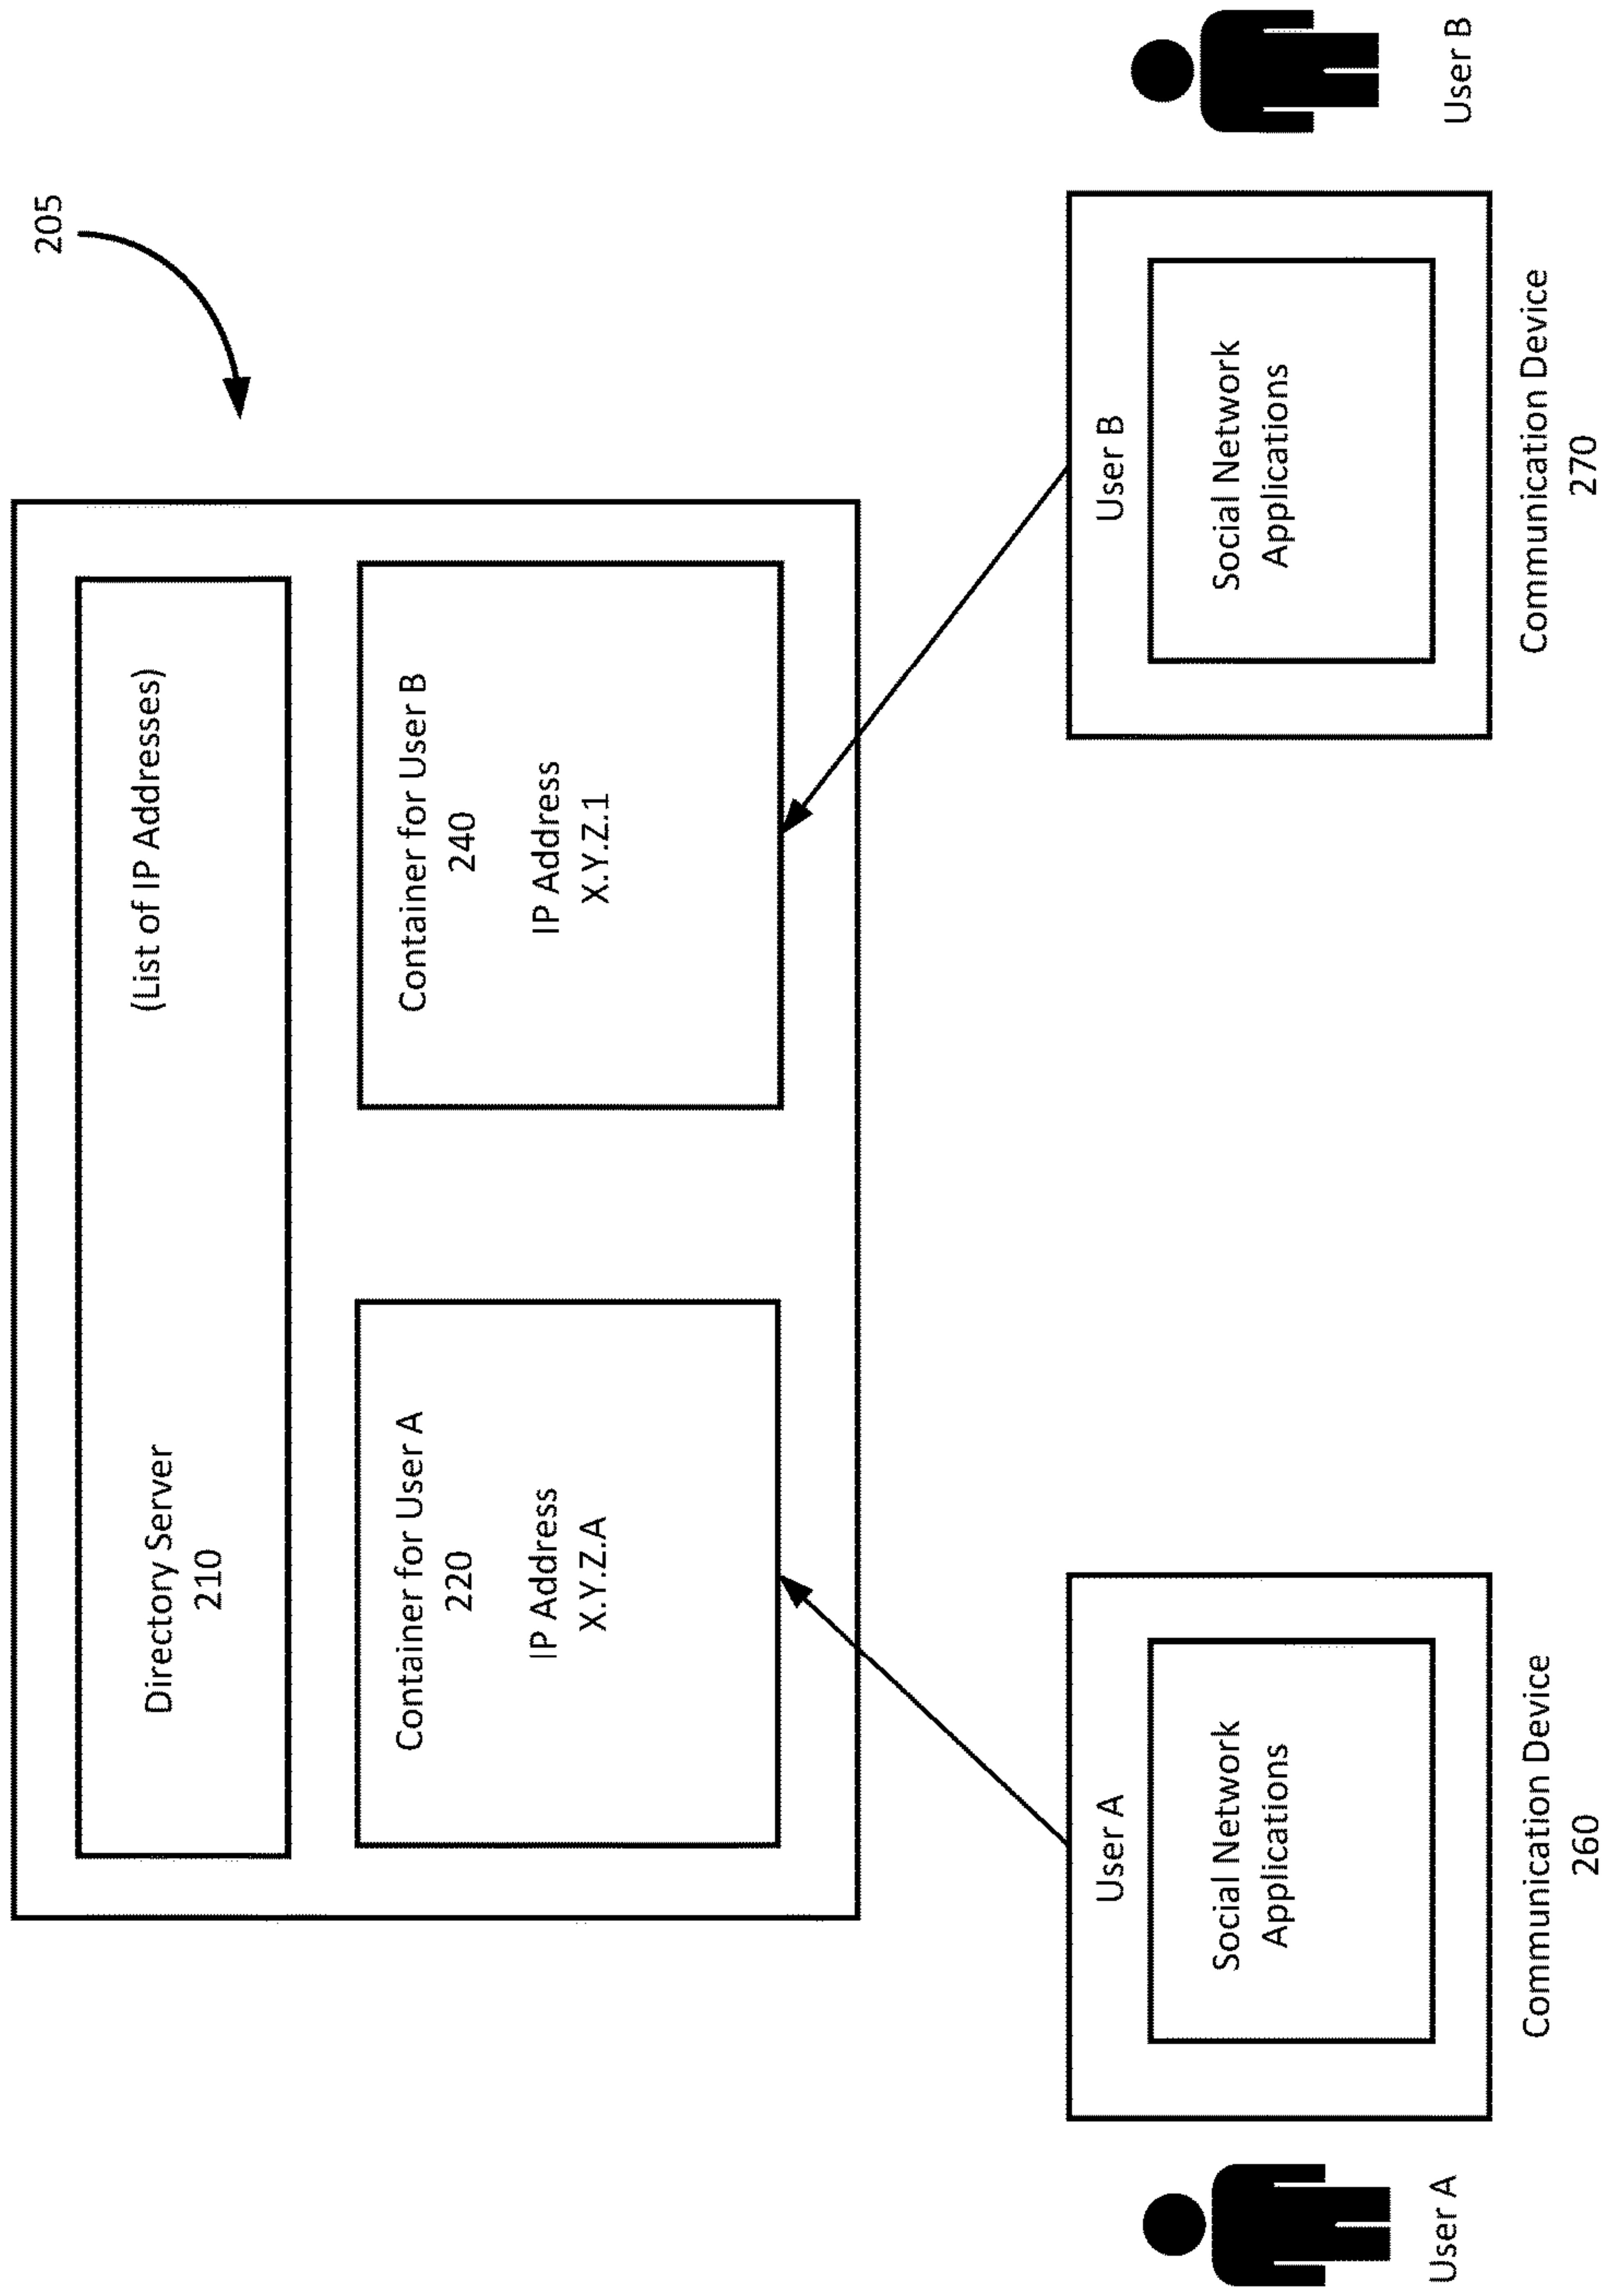 205
Directory Server
210
(List of IP Addresses)
Container for User A
220
IP Address
X.Y.Z.A
Container for User B
240
IP Address
X.Y.Z.1
User A
Social Network
Applications
Communication Device
260
User A
User B
Social Network
Applications
Communication Device
270
User B